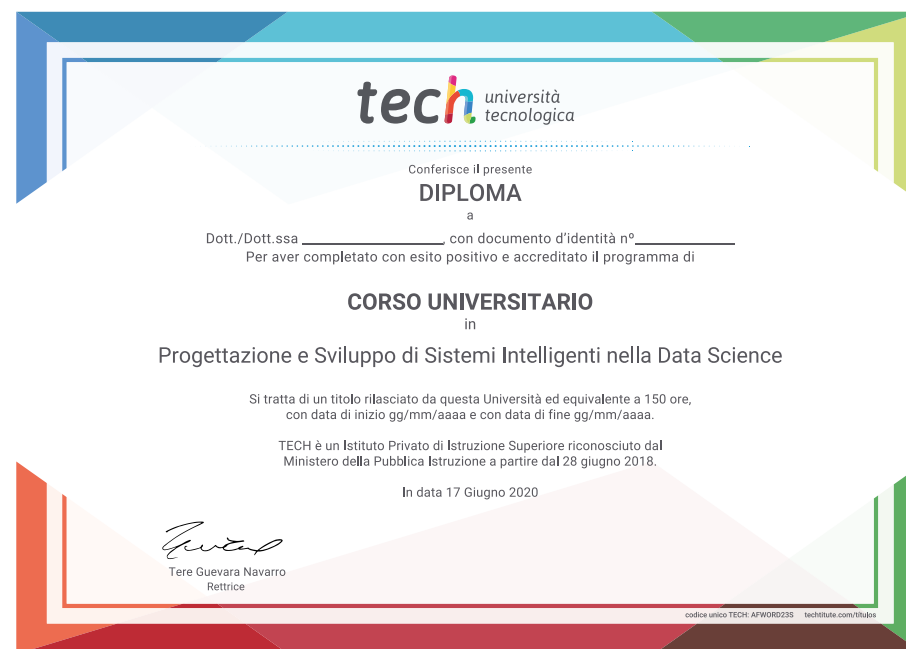 tech università
tecnologica
Conferisce il presente
DIPLOMA
a
Dott./Dott.ssa _______________, con documento d'identità nº___________
Per aver completato con esito positivo e accreditato il programma di
CORSO UNIVERSITARIO
in
Progettazione e Sviluppo di Sistemi Intelligenti nella Data Science
Si tratta di un titolo rilasciato da questa Università ed equivalente a 150 ore,
con data di inizio gg/mm/aaaa e con data di fine gg/mm/aaaa.
TECH è un Istituto Privato di Istruzione Superiore riconosciuto dal
Ministero della Pubblica Istruzione a partire dal 28 giugno 2018.
In data 17 Giugno 2020
Tere Guevara Navarro
Rettrice
codice unico TECH: AFWORD23S techtitute.com/titulos